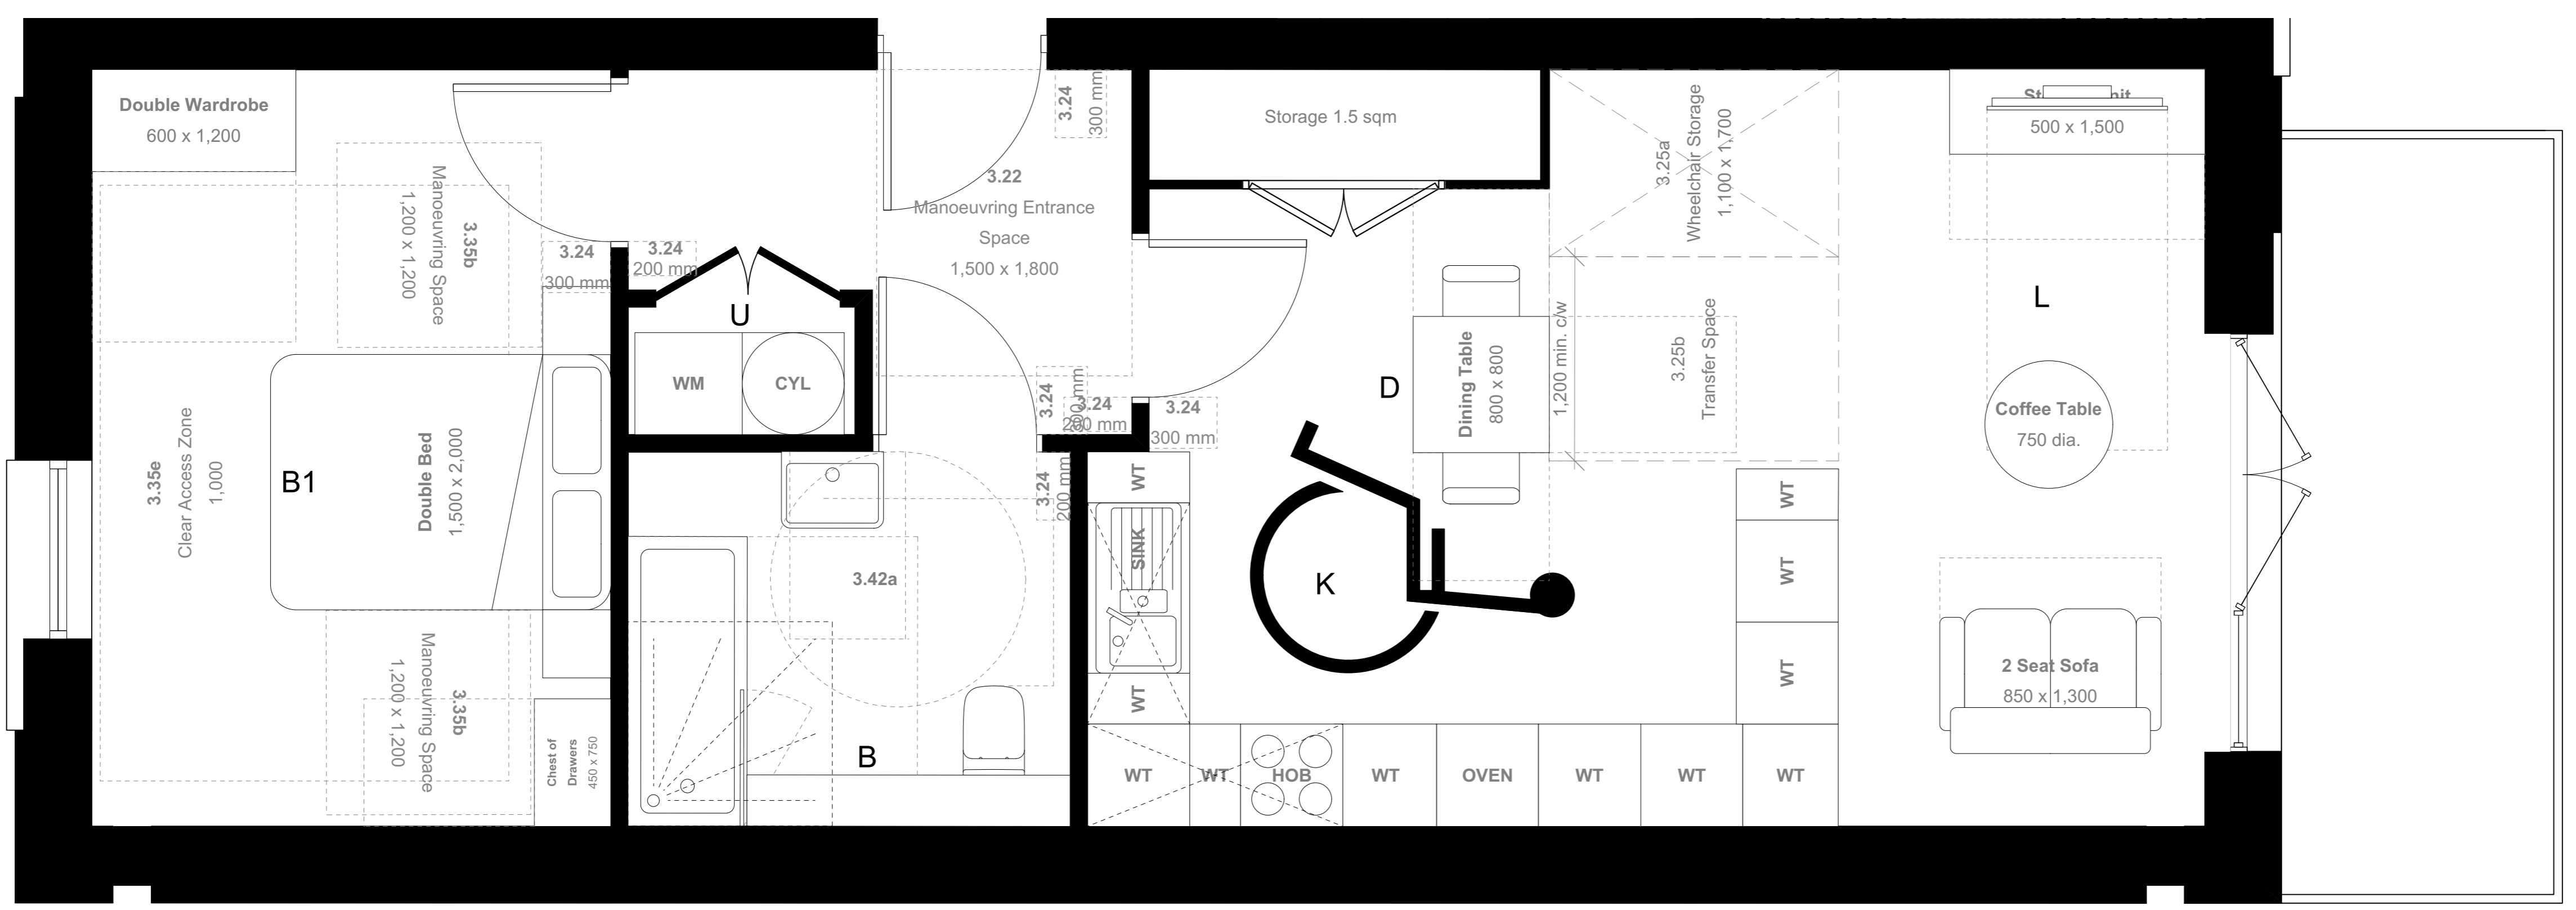 Double Wardrobe
600 x 1,200
3.35b
Manoeuvring Space
1,200 x 1,200
3.24
300 mm
3.24
200 mm
3.35e
Clear Access Zone
1,000
B1
Double Bed
1,500 x 2,000
3.35b
Manoeuvring Space
1,200 x 1,200
Chest of
Drawers
450 x 750
U
WM
CYL
3.24
300 mm
3.22
Manoeuvring Entrance
Space
1,500 x 1,800
3.24
3.24
200 mm
3.24
300 mm
3.24
200 mm
3.42a
B
Storage 1.5 sqm
3.25a
Wheelchair Storage
1,100 x 1,700
1,200 min. c/w
3.25b
Transfer Space
D
Dining Table
800 x 800
K
WT
SINK
WT
WT
WT
HOB
WT
OVEN
WT
WT
WT
WT
WT
WT
500 x 1,500
L
Coffee Table
750 dia.
2 Seat Sofa
850 x 1,300